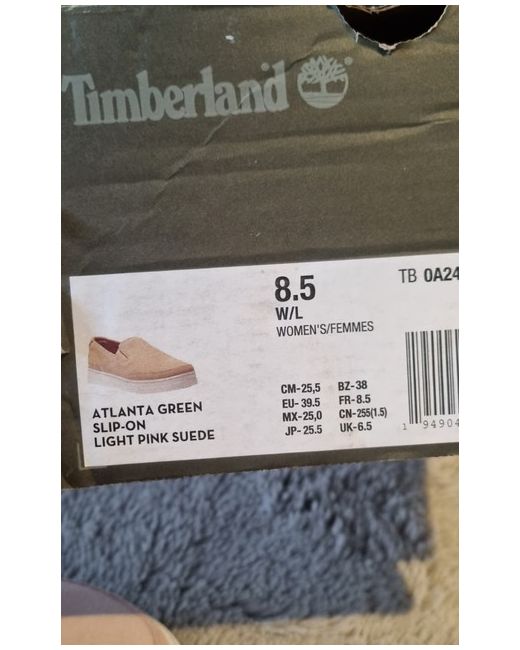 Timberland
8.5
W/L
WOMEN'S/FEMMES
TB 0A24
ATLANTA GREEN
SLIP-ON
LIGHT PINK SUEDE
CM-25,5 BZ-38
EU-39.5 FR-8.5
MX-25,0 CN-255(1.5)
JP-25.5 UK-6.5
1 94904